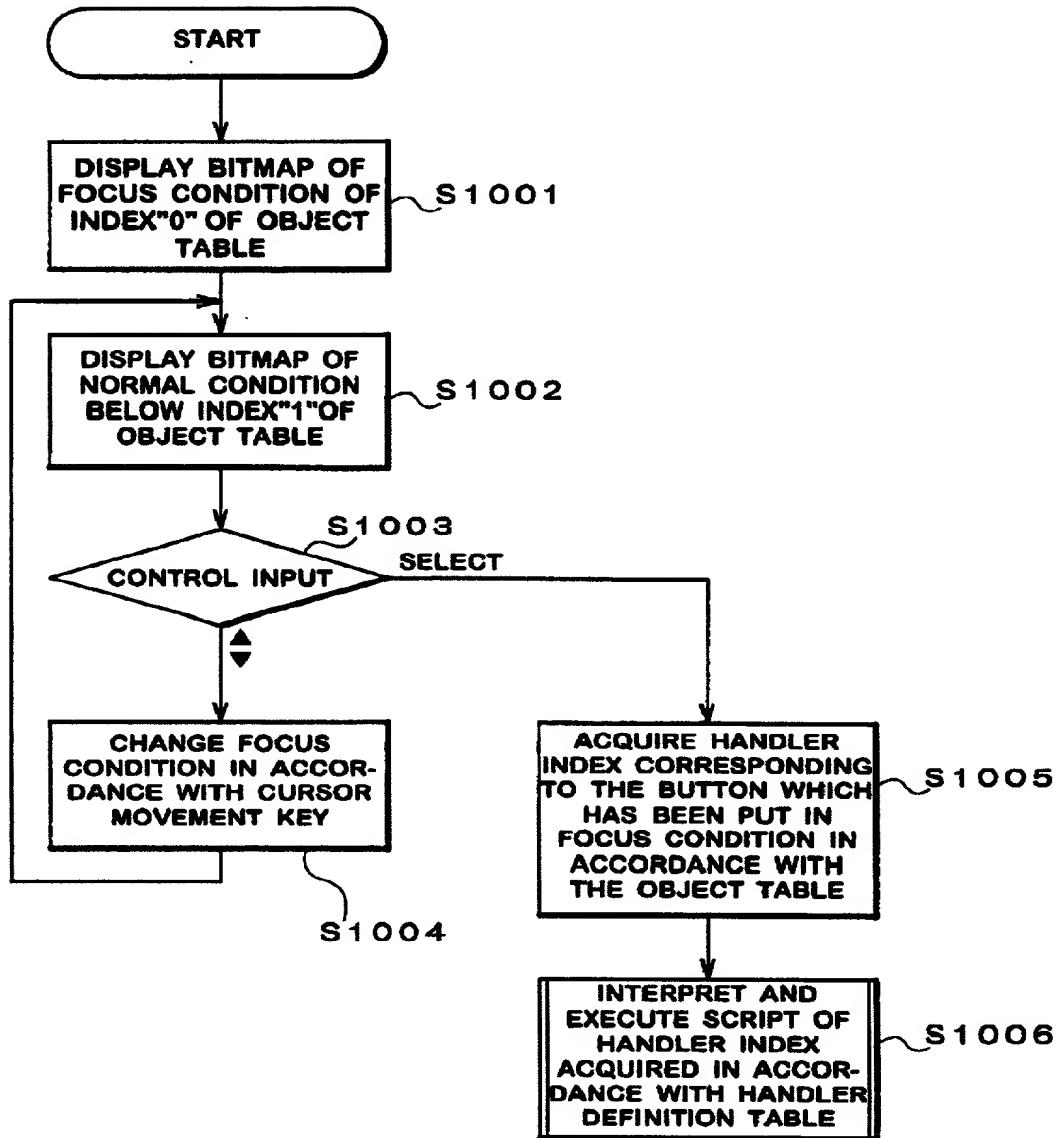 START
DISPLAY BITMAP OF
FOCUS CONDITION OF
INDEX"0" OF OBJECT
TABLE
S1001
DISPLAY BITMAP OF
NORMAL CONDITION
BELOW INDEX"1"OF
OBJECT TABLE
S1002
S1003
CONTROL INPUT
SELECT
CHANGE FOCUS
CONDITION IN ACCOR-
DANCE WITH CURSOR
MOVEMENT KEY
S1004
ACQUIRE HANDLER
INDEX CORRESPONDING
TO THE BUTTON WHICH
HAS BEEN PUT IN
FOCUS CONDITION IN
ACCORDANCE WITH
THE OBJECT TABLE
S1005
INTERPRET AND
EXECUTE SCRIPT OF
HANDLER INDEX
ACQUIRED IN ACCOR-
DANCE WITH HANDLER
DEFINITION TABLE
S1006